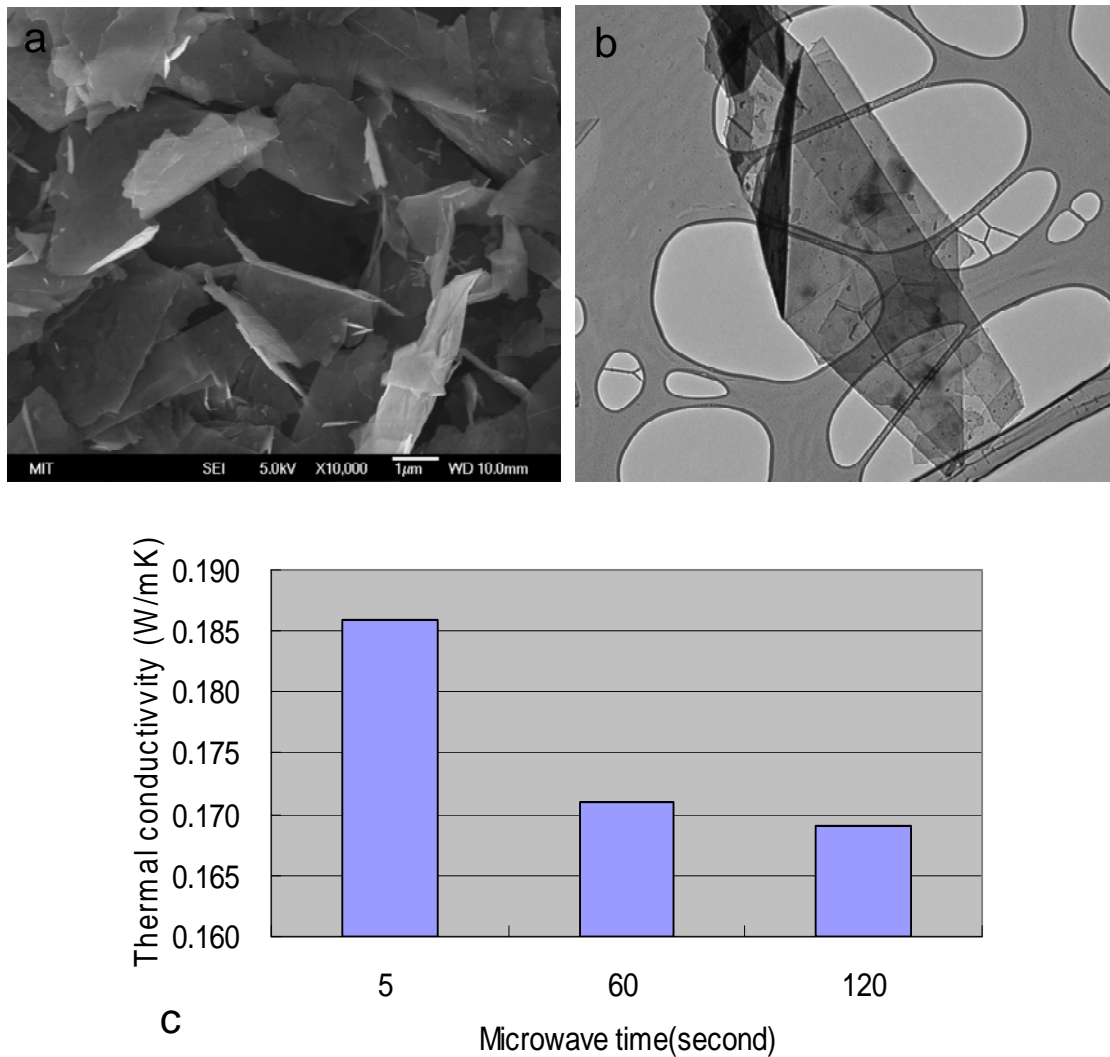 a
b
MIT SEI 5.0kV X10,000 1μm WD 10.0mm
Thermal conductivvity (W/mK)
0.190
0.185
0.180
0.175
0.170
0.165
0.160
5 60 120
c
Microwave time(second)